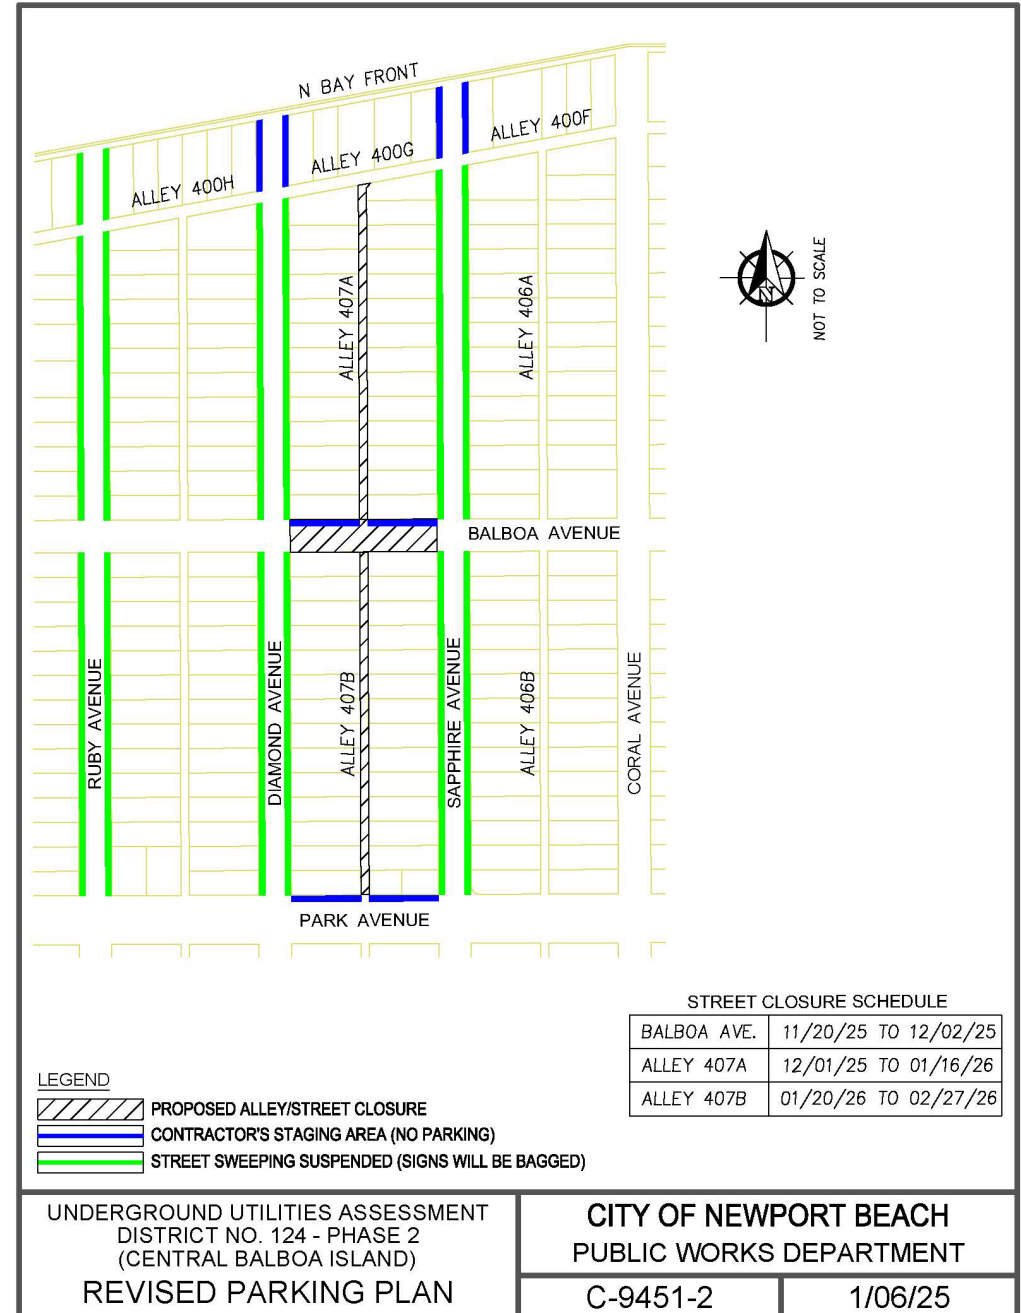 N BAY FRONT
ALLEY 400F
ALLEY 400G
ALLEY 400H
NOT TO SCALE
N
ALLEY 407A
ALLEY 406A
BALBOA AVENUE
RUBY AVENUE
DIAMOND AVENUE
ALLEY 407B
SAPPHIRE AVENUE
ALLEY 406B
CORAL AVENUE
PARK AVENUE
STREET CLOSURE SCHEDULE
BALBOA AVE. 11/20/25 TO 12/02/25
ALLEY 407A 12/01/25 TO 01/16/26
ALLEY 407B 01/20/26 TO 02/27/26
LEGEND
PROPOSED ALLEY/STREET CLOSURE
CONTRACTOR'S STAGING AREA (NO PARKING)
STREET SWEEPING SUSPENDED (SIGNS WILL BE BAGGED)
UNDERGROUND UTILITIES ASSESSMENT
DISTRICT NO. 124 - PHASE 2
(CENTRAL BALBOA ISLAND)
REVISED PARKING PLAN
CITY OF NEWPORT BEACH
PUBLIC WORKS DEPARTMENT
C-9451-2
1/06/25